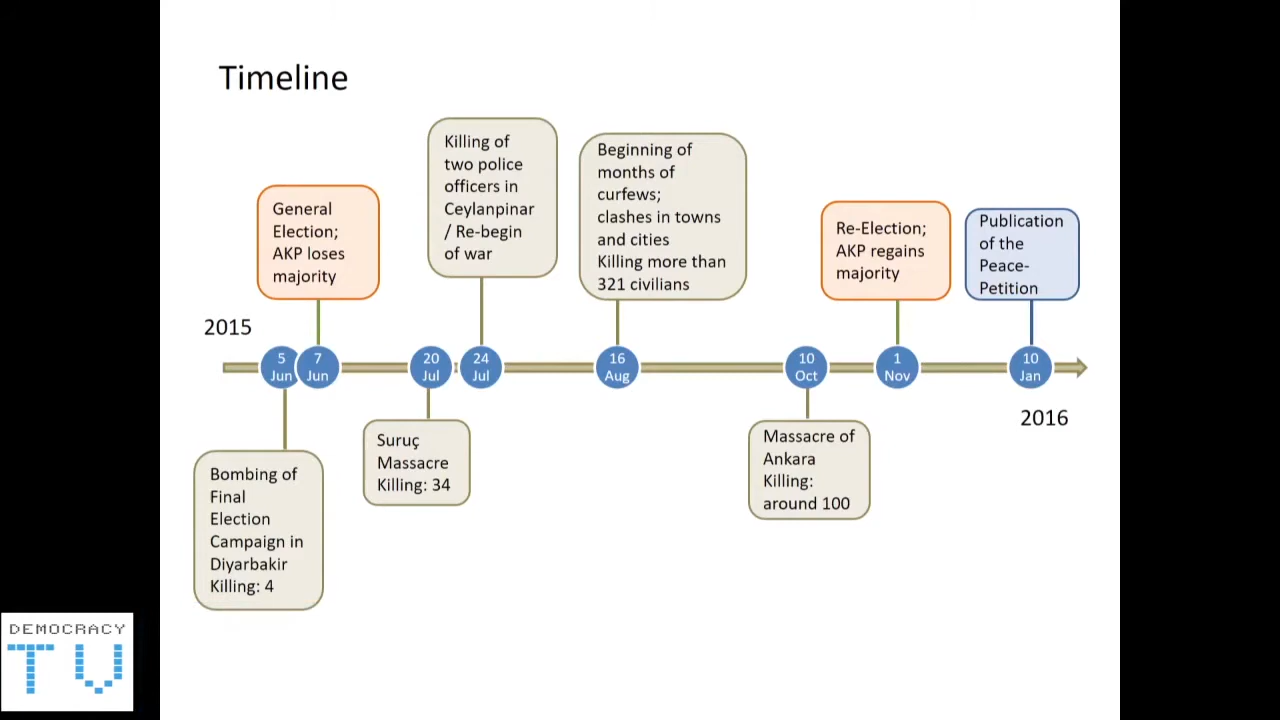 Timeline
General
Election;
AKP loses
majority
Killing of
two police
officers in
Ceylanpinar
/ Re-begin
of war
Beginning of
months of
curfews;
clashes in towns
and cities
Killing more than
321 civilians
Re-Election;
AKP regains
majority
Publication
of the
Peace-
Petition
2015
5
Jun
7
Jun
20
Jul
24
Jul
16
Aug
10
Oct
1
Nov
10
Jan
2016
Bombing of
Final
Election
Campaign in
Diyarbakir
Killing: 4
Suruç
Massacre
Killing: 34
Massacre of
Ankara
Killing:
around 100
DEMOCRACY
TV